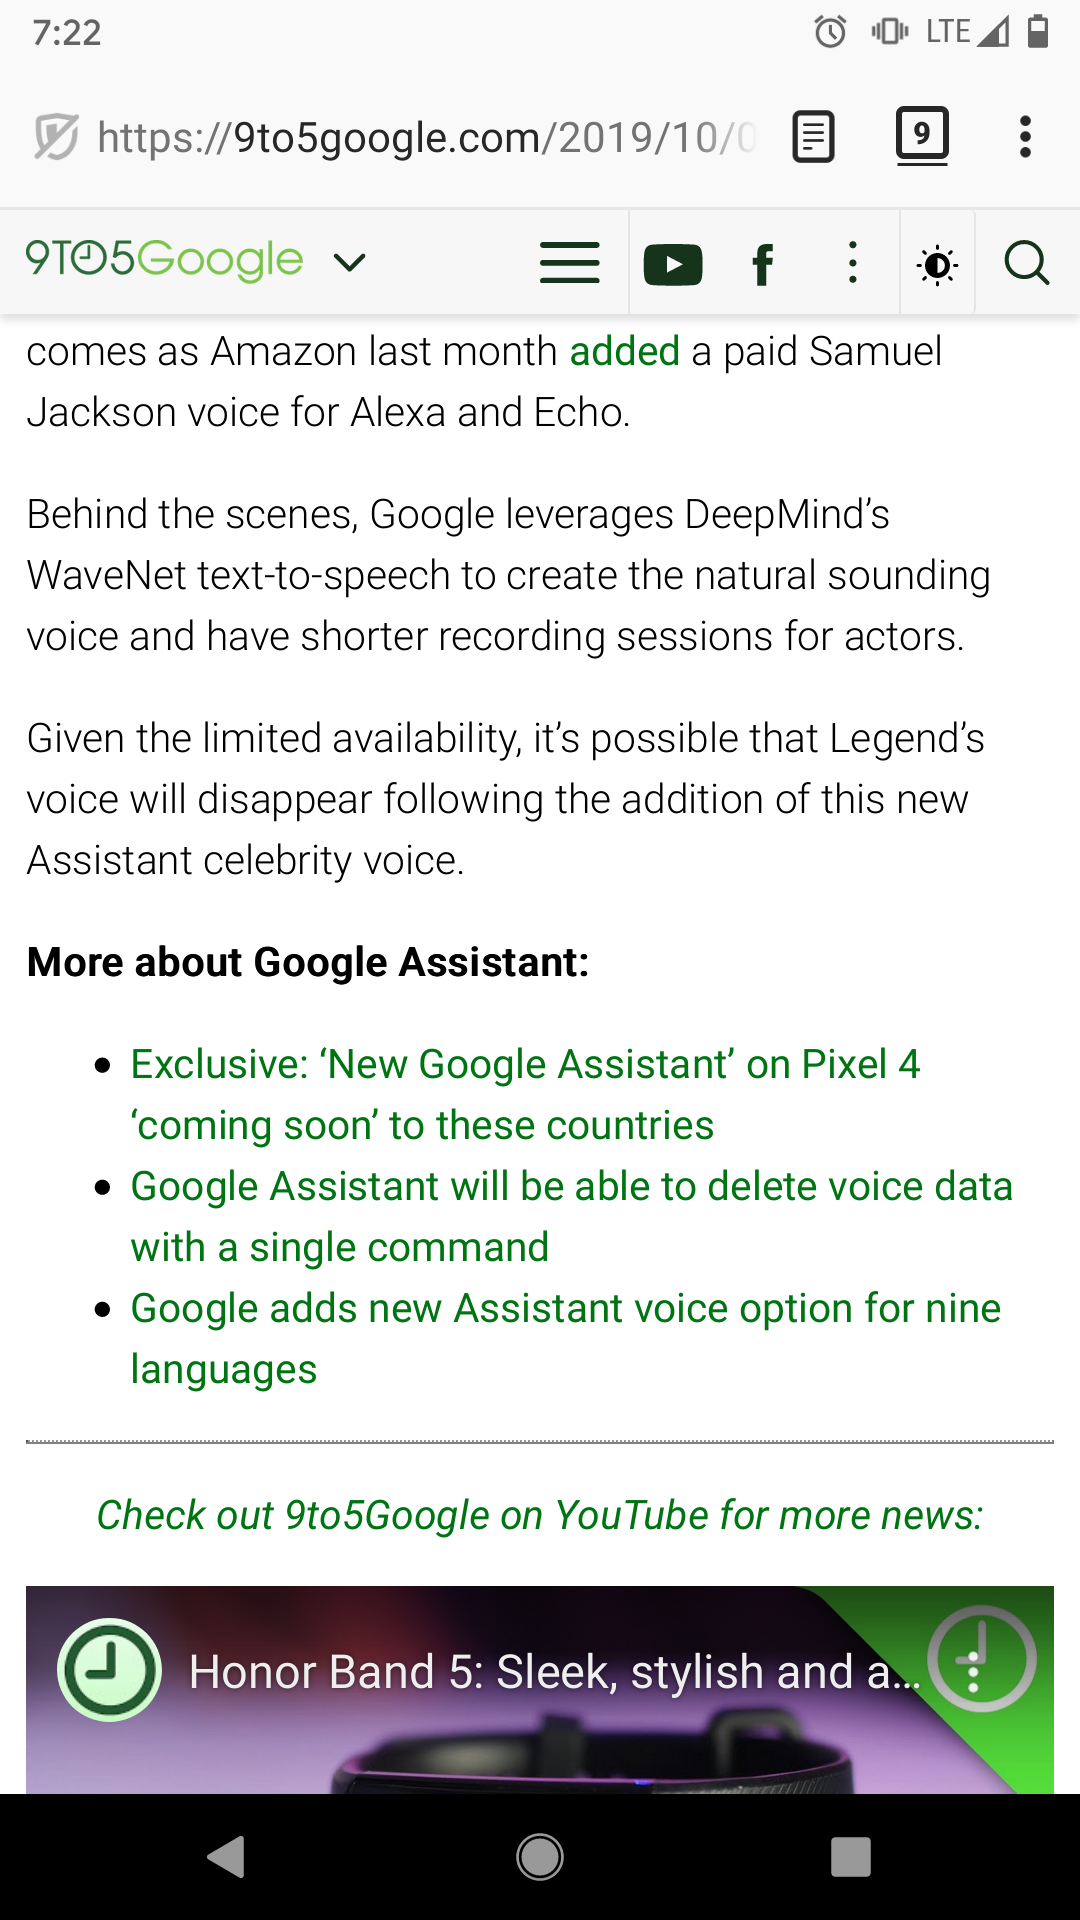 7:22
LTE
https://9to5google.com/2019/10/0
9
9TO5Google
comes as Amazon last month added a paid Samuel
Jackson voice for Alexa and Echo.
Behind the scenes, Google leverages DeepMind’s
WaveNet text-to-speech to create the natural sounding
voice and have shorter recording sessions for actors.
Given the limited availability, it’s possible that Legend’s
voice will disappear following the addition of this new
Assistant celebrity voice.
More about Google Assistant:
• Exclusive: ‘New Google Assistant’ on Pixel 4
‘coming soon’ to these countries
• Google Assistant will be able to delete voice data
with a single command
• Google adds new Assistant voice option for nine
languages
Check out 9to5Google on YouTube for more news:
Honor Band 5: Sleek, stylish and a...